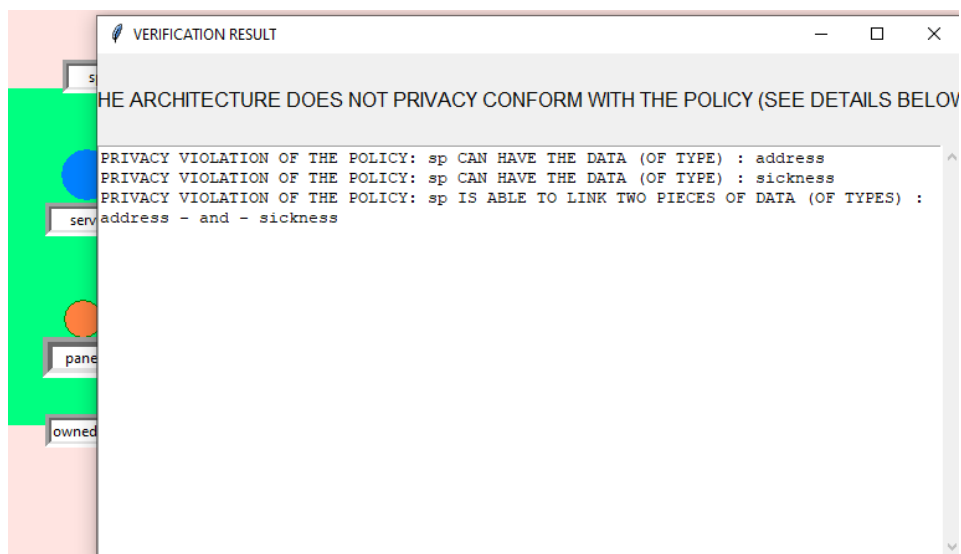 VERIFICATION RESULT
HE ARCHITECTURE DOES NOT PRIVACY CONFORM WITH THE POLICY (SEE DETAILS BELOW
PRIVACY VIOLATION OF THE POLICY: sp CAN HAVE THE DATA (OF TYPE) : address
PRIVACY VIOLATION OF THE POLICY: sp CAN HAVE THE DATA (OF TYPE) : sickness
PRIVACY VIOLATION OF THE POLICY: sp IS ABLE TO LINK TWO PIECES OF DATA (OF TYPES) :
address - and - sickness
serv
pane
owned